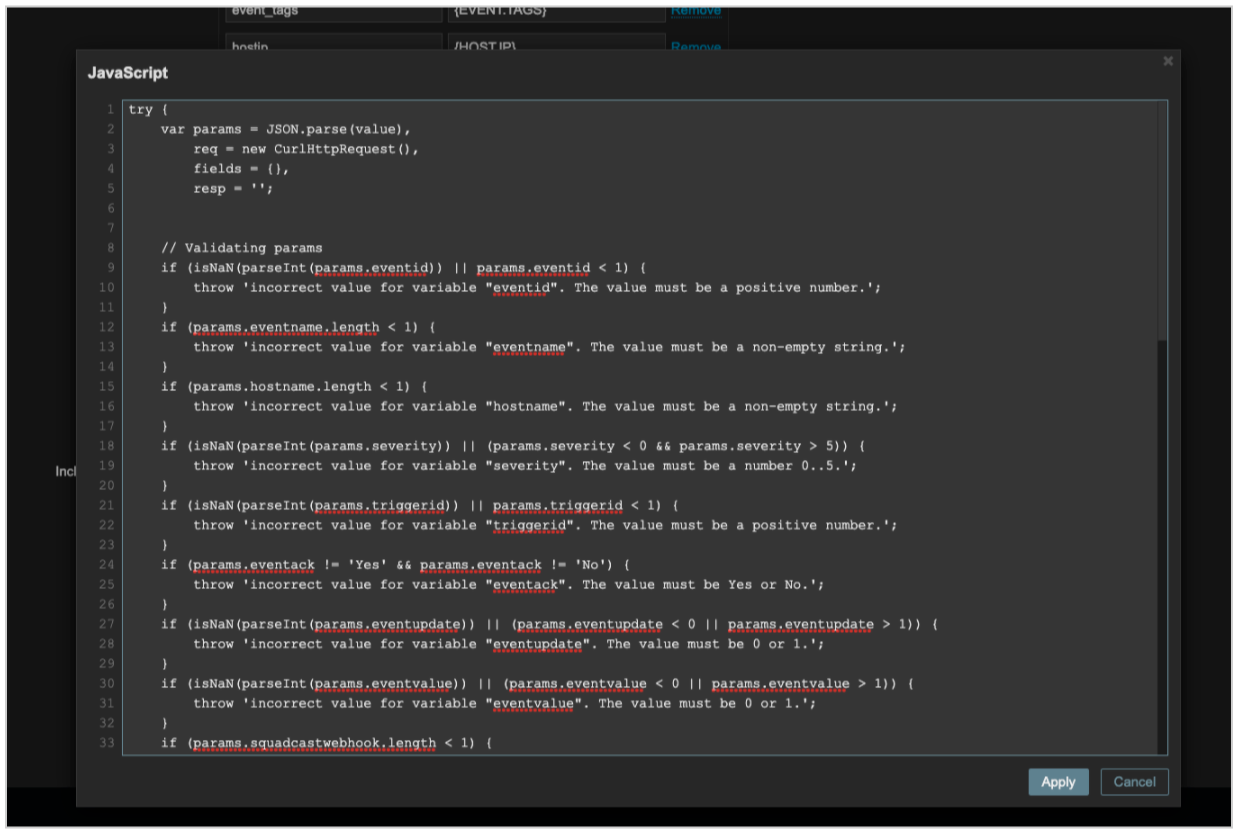 event_tags {EVENT.TAGS} Remove
hostip {HOST.IP} Remove
JavaScript ×
1 try {
2 var params = JSON.parse(value),
3 req = new CurlHttpRequest(),
4 fields = {},
5 resp = '';
6
7
8 // Validating params
9 if (isNaN(parseInt(params.eventid)) || params.eventid < 1) {
10 throw 'incorrect value for variable "eventid". The value must be a positive number.';
11 }
12 if (params.eventname.length < 1) {
13 throw 'incorrect value for variable "eventname". The value must be a non-empty string.';
14 }
15 if (params.hostname.length < 1) {
16 throw 'incorrect value for variable "hostname". The value must be a non-empty string.';
17 }
18 if (isNaN(parseInt(params.severity)) || (params.severity < 0 && params.severity > 5)) {
Incl 19 throw 'incorrect value for variable "severity". The value must be a number 0..5.';
20 }
21 if (isNaN(parseInt(params.triggerid)) || params.triggerid < 1) {
22 throw 'incorrect value for variable "triggerid". The value must be a positive number.';
23 }
24 if (params.eventack != 'Yes' && params.eventack != 'No') {
25 throw 'incorrect value for variable "eventack". The value must be Yes or No.';
26 }
27 if (isNaN(parseInt(params.eventupdate)) || (params.eventupdate < 0 || params.eventupdate > 1)) {
28 throw 'incorrect value for variable "eventupdate". The value must be 0 or 1.';
29 }
30 if (isNaN(parseInt(params.eventvalue)) || (params.eventvalue < 0 || params.eventvalue > 1)) {
31 throw 'incorrect value for variable "eventvalue". The value must be 0 or 1.';
32 }
33 if (params.squadcastwebhook.length < 1) {
Apply Cancel